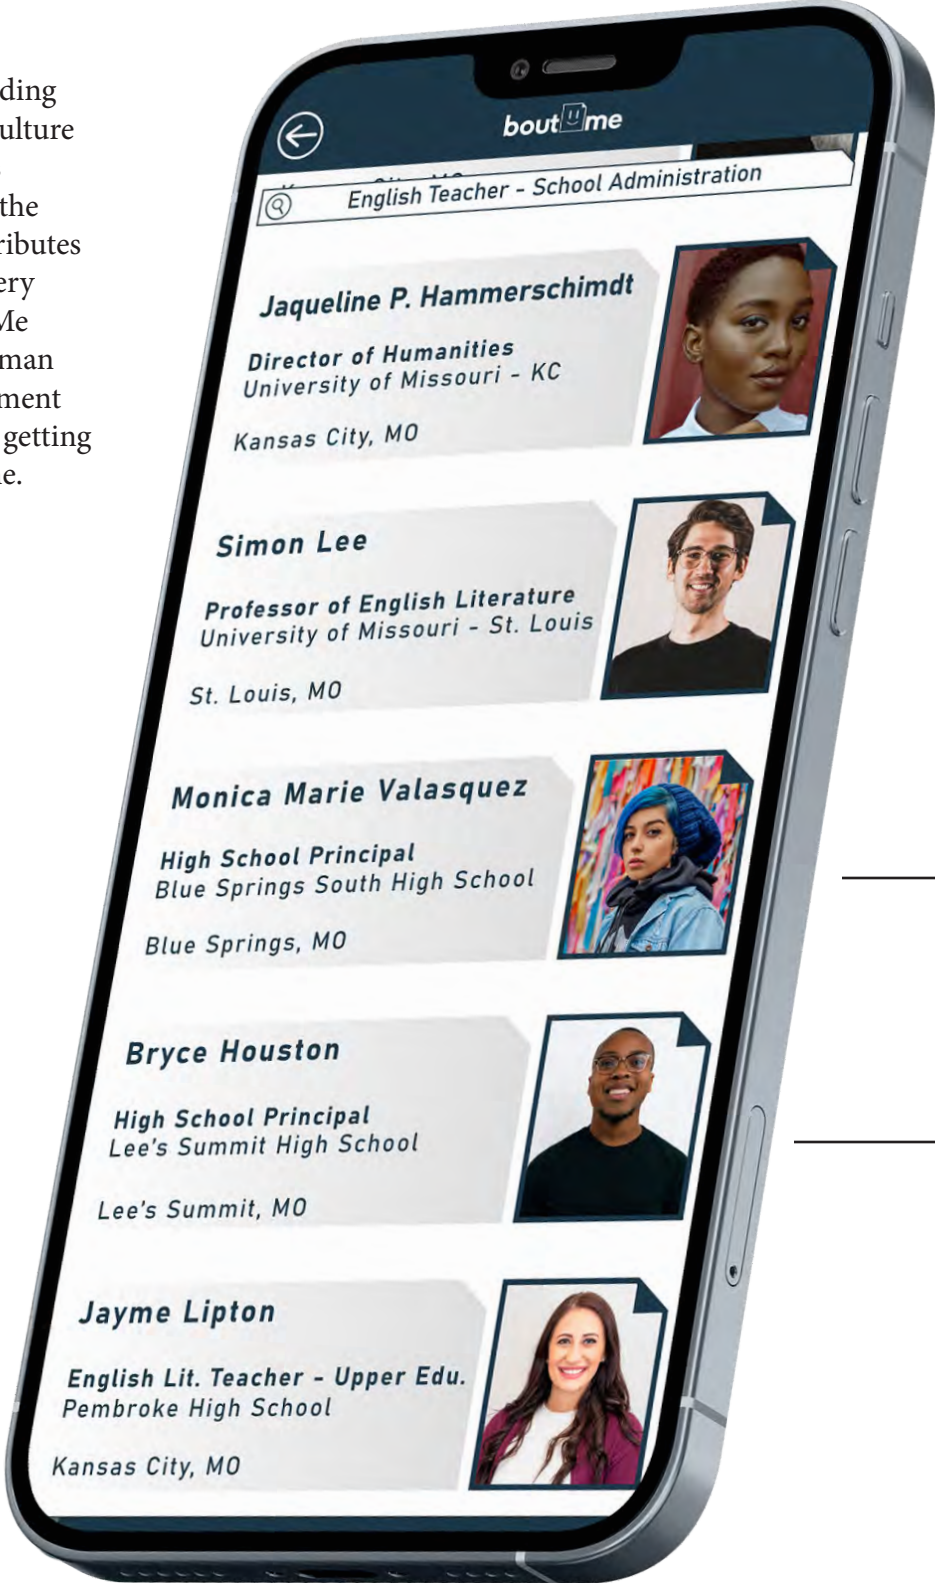 ding
ulture
the
ributes
ery
Me
man
ment
getting
e.
bout me
English Teacher - School Administration
Jaqueline P. Hammerschimdt
Director of Humanities
University of Missouri - KC
Kansas City, MO
Simon Lee
Professor of English Literature
University of Missouri - St. Louis
St. Louis, MO
Monica Marie Valasquez
High School Principal
Blue Springs South High School
Blue Springs, MO
Bryce Houston
High School Principal
Lee's Summit High School
Lee's Summit, MO
Jayme Lipton
English Lit. Teacher - Upper Edu.
Pembroke High School
Kansas City, MO